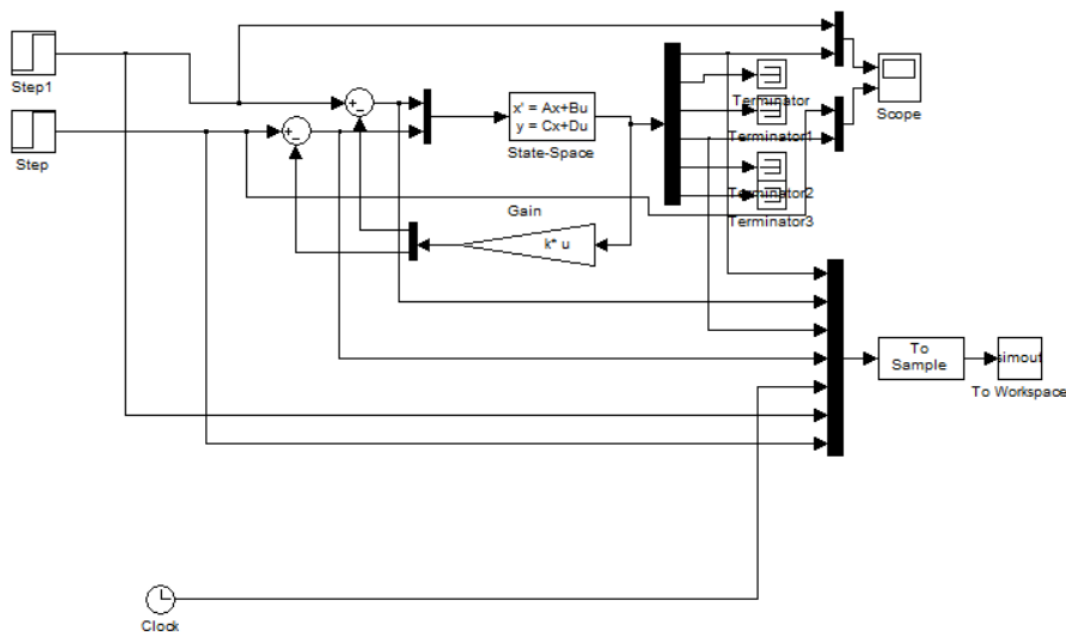 Step1
Step
+
-
+
-
x' = Ax+Bu
y = Cx+Du
State-Space
Gain
k* u
Terminator
Terminator1
Terminator2
Terminator3
Scope
To
Sample
simout
To Workspace
Clock